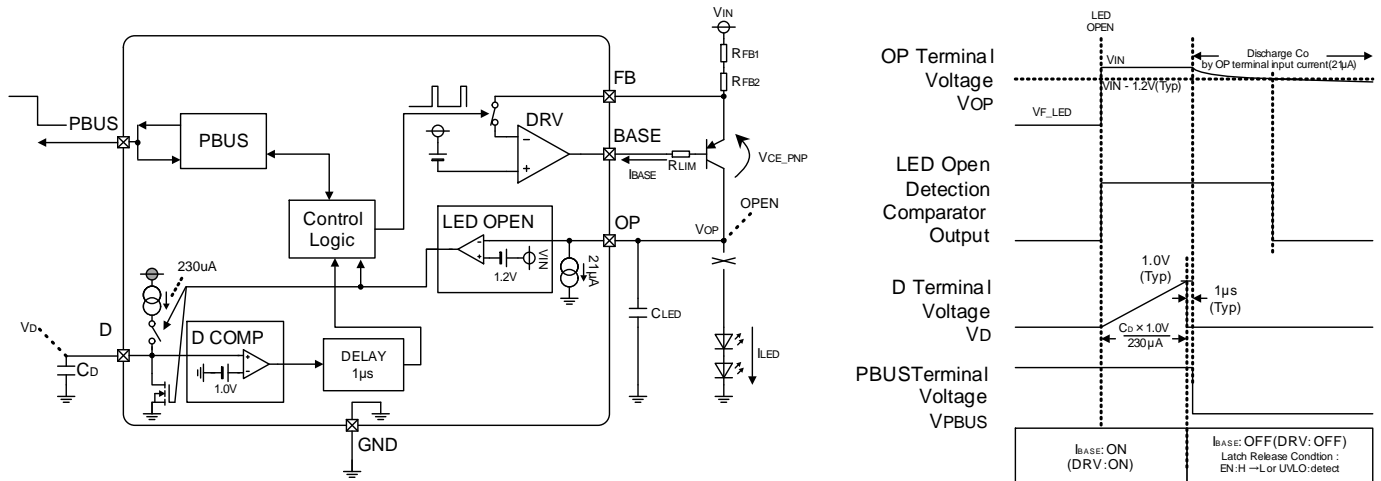 VIN
RFB1
RFB2
FB
DRV
BASE
IBASE
RLIM
VCE_PNP
PBUS
PBUS
Control
Logic
LED OPEN
OP
VOP
OPEN
VIN
1.2V
21µA
CLED
ILED
230uA
VD
D
CD
D COMP
1.0V
DELAY
1µs
GND
LED
OPEN
OP Terminal
Voltage
VOP
VIN
Discharge Co
by OP terminal input current(21µA)
VIN - 1.2V(Typ)
VF_LED
LED Open
Detection
Comparator
Output
1.0V
(Typ)
D Terminal
Voltage
VD
1µs
(Typ)
CD × 1.0V
230µA
PBUSTerminal
Voltage
VPBUS
IBASE: ON
(DRV:ON)
IBASE: OFF(DRV: OFF)
Latch Release Condtion :
EN:H →L or UVLO:detect